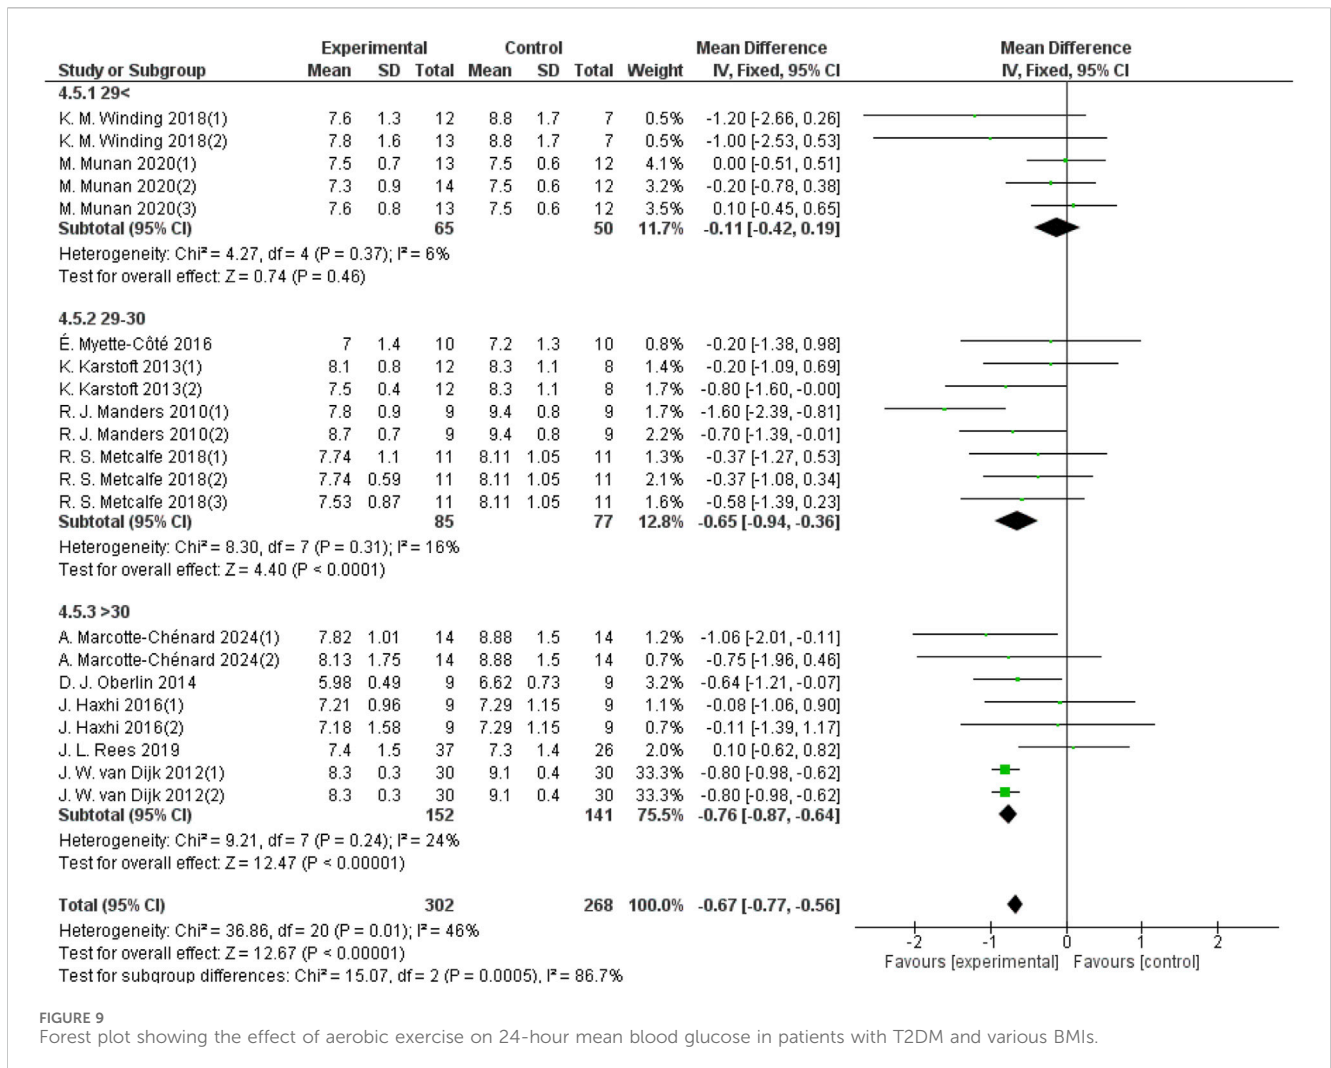 Experimental Control Mean Difference Mean Difference
Study or Subgroup Mean SD Total Mean SD Total Weight IV, Fixed, 95% CI IV, Fixed, 95% CI
4.5.1 29<
K. M. Winding 2018(1) 7.6 1.3 12 8.8 1.7 7 0.5% -1.20 [-2.66, 0.26]
K. M. Winding 2018(2) 7.8 1.6 13 8.8 1.7 7 0.5% -1.00 [-2.53, 0.53]
M. Munan 2020(1) 7.5 0.7 13 7.5 0.6 12 4.1% 0.00 [-0.51, 0.51]
M. Munan 2020(2) 7.3 0.9 14 7.5 0.6 12 3.2% -0.20 [-0.78, 0.38]
M. Munan 2020(3) 7.6 0.8 13 7.5 0.6 12 3.5% 0.10 [-0.45, 0.65]
Subtotal (95% CI) 65 50 11.7% -0.11 [-0.42, 0.19]
Heterogeneity: Chi² = 4.27, df = 4 (P = 0.37); I² = 6%
Test for overall effect: Z = 0.74 (P = 0.46)
4.5.2 29-30
É. Myette-Côté 2016 7 1.4 10 7.2 1.3 10 0.8% -0.20 [-1.38, 0.98]
K. Karstoft 2013(1) 8.1 0.8 12 8.3 1.1 8 1.4% -0.20 [-1.09, 0.69]
K. Karstoft 2013(2) 7.5 0.4 12 8.3 1.1 8 1.7% -0.80 [-1.60, -0.00]
R. J. Manders 2010(1) 7.8 0.9 9 9.4 0.8 9 1.7% -1.60 [-2.39, -0.81]
R. J. Manders 2010(2) 8.7 0.7 9 9.4 0.8 9 2.2% -0.70 [-1.39, -0.01]
R. S. Metcalfe 2018(1) 7.74 1.1 11 8.11 1.05 11 1.3% -0.37 [-1.27, 0.53]
R. S. Metcalfe 2018(2) 7.74 0.59 11 8.11 1.05 11 2.1% -0.37 [-1.08, 0.34]
R. S. Metcalfe 2018(3) 7.53 0.87 11 8.11 1.05 11 1.6% -0.58 [-1.39, 0.23]
Subtotal (95% CI) 85 77 12.8% -0.65 [-0.94, -0.36]
Heterogeneity: Chi² = 8.30, df = 7 (P = 0.31); I² = 16%
Test for overall effect: Z = 4.40 (P < 0.0001)
4.5.3 >30
A. Marcotte-Chénard 2024(1) 7.82 1.01 14 8.88 1.5 14 1.2% -1.06 [-2.01, -0.11]
A. Marcotte-Chénard 2024(2) 8.13 1.75 14 8.88 1.5 14 0.7% -0.75 [-1.96, 0.46]
D. J. Oberlin 2014 5.98 0.49 9 6.62 0.73 9 3.2% -0.64 [-1.21, -0.07]
J. Haxhi 2016(1) 7.21 0.96 9 7.29 1.15 9 1.1% -0.08 [-1.06, 0.90]
J. Haxhi 2016(2) 7.18 1.58 9 7.29 1.15 9 0.7% -0.11 [-1.39, 1.17]
J. L. Rees 2019 7.4 1.5 37 7.3 1.4 26 2.0% 0.10 [-0.62, 0.82]
J. W. van Dijk 2012(1) 8.3 0.3 30 9.1 0.4 30 33.3% -0.80 [-0.98, -0.62]
J. W. van Dijk 2012(2) 8.3 0.3 30 9.1 0.4 30 33.3% -0.80 [-0.98, -0.62]
Subtotal (95% CI) 152 141 75.5% -0.76 [-0.87, -0.64]
Heterogeneity: Chi² = 9.21, df = 7 (P = 0.24); I² = 24%
Test for overall effect: Z = 12.47 (P < 0.00001)
Total (95% CI) 302 268 100.0% -0.67 [-0.77, -0.56]
Heterogeneity: Chi² = 36.86, df = 20 (P = 0.01); I² = 46%
Test for overall effect: Z = 12.67 (P < 0.00001)
Test for subgroup differences: Chi² = 15.07, df = 2 (P = 0.0005), I² = 86.7%
-2 -1 0 1 2
Favours [experimental] Favours [control]
FIGURE 9
Forest plot showing the effect of aerobic exercise on 24-hour mean blood glucose in patients with T2DM and various BMIs.